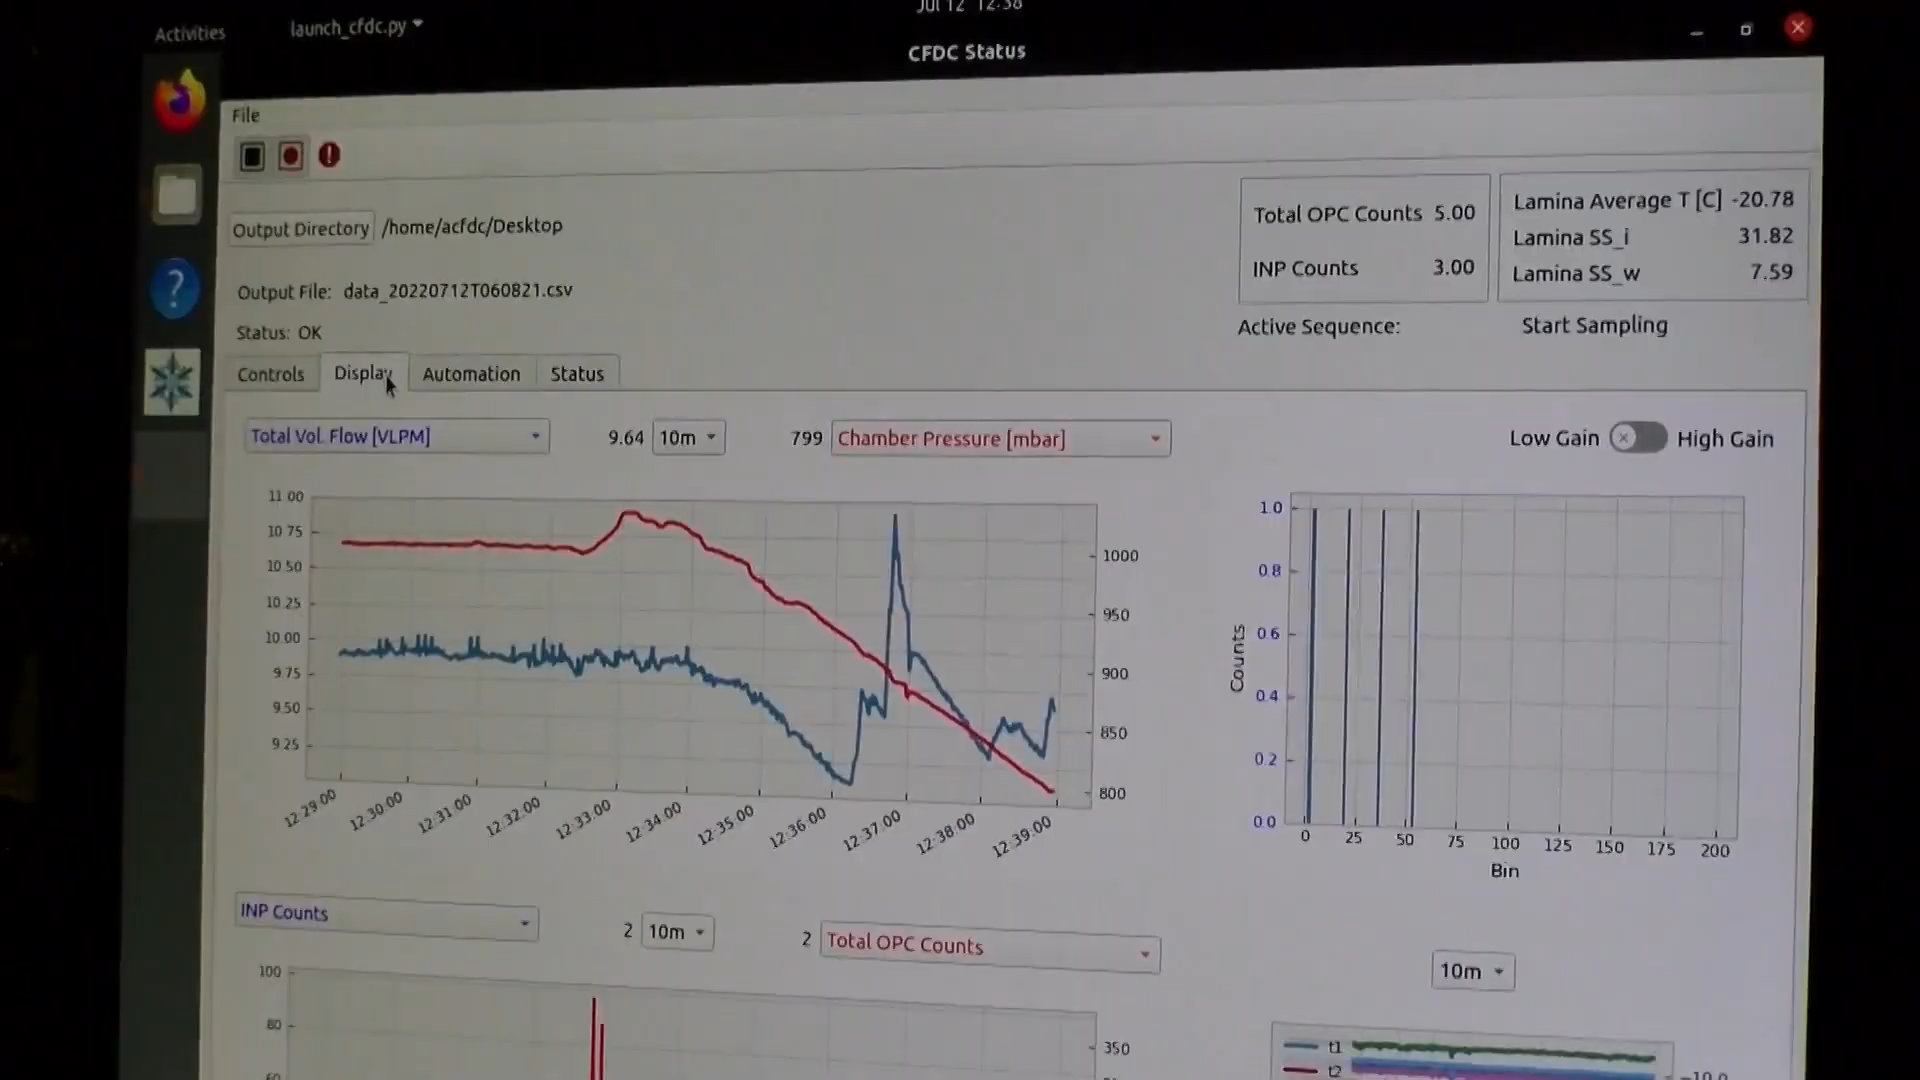 Jul 12 12:38
Activities launch_cfdc.py
CFDC Status
File
Output Directory /home/acfdc/Desktop
Total OPC Counts 5.00
INP Counts 3.00
Lamina Average T [C] -20.78
Lamina SS_i 31.82
Lamina SS_w 7.59
Output File: data_20220712T060821.csv
Status: OK
Active Sequence: Start Sampling
Controls Display Automation Status
Total Vol. Flow [VLPM] 9.64 10m 799 Chamber Pressure [mbar]
Low Gain High Gain
11 00
10 75
10 50
10 25
10 00
9.75
9.50
9 25
1000
950
900
850
800
12:29:00 12:30:00 12:31:00 12:32:00 12:33:00 12:34:00 12:35:00 12:36:00 12:37:00 12:38:00 12:39:00
Counts
1.0
0.8
0.6
0.4
0.2
0.0
0 25 50 75 100 125 150 175 200
Bin
INP Counts 2 10m 2 Total OPC Counts
10m
100
80
60
350
t1
t2
-10.0